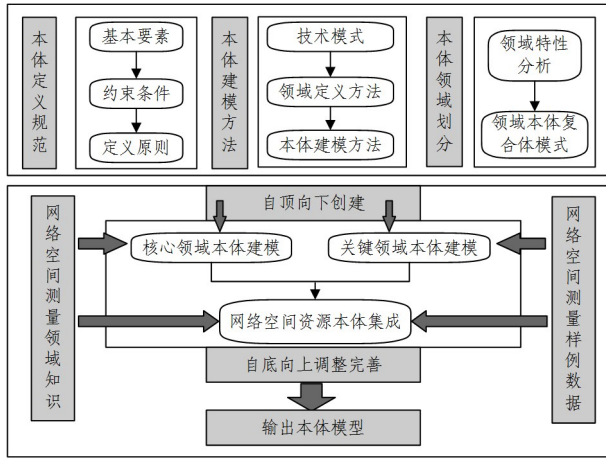 本体定义规范
基本要素
约束条件
定义原则
本体建模方法
技术模式
领域定义方法
本体建模方法
本体领域划分
领域特性
分析
领域本体复
合体模式
网络空间测量领域知识
自顶向下创建
核心领域本体建模
关键领域本体建模
网络空间资源本体集成
自底向上调整完善
输出本体模型
网络空间测量样例数据